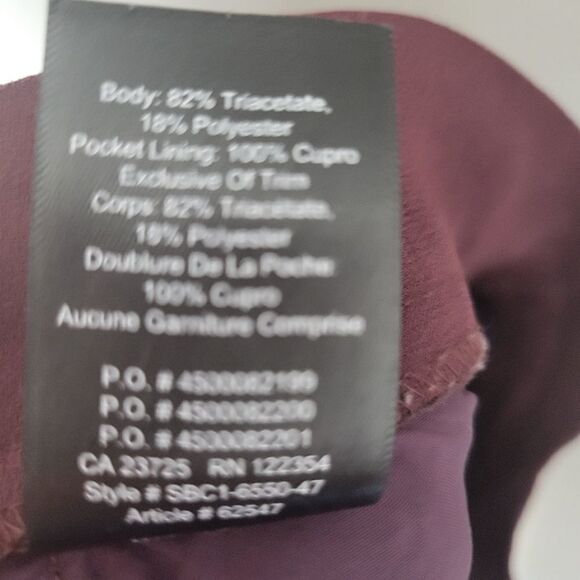 Body: 82% Triacetate,
18% Polyester
Pocket Lining: 100% Cupro
Exclusive Of Trim
Corps: 82% Triacetate,
18% Polyester
Doublure De La Poche:
100% Cupro
Aucune Garniture Comprise
P.O. # 4500082199
P.O. # 4500082200
P.O. # 4500082201
CA 23725 RN 122354
Style # SBC1-6550-47
Article # 62547